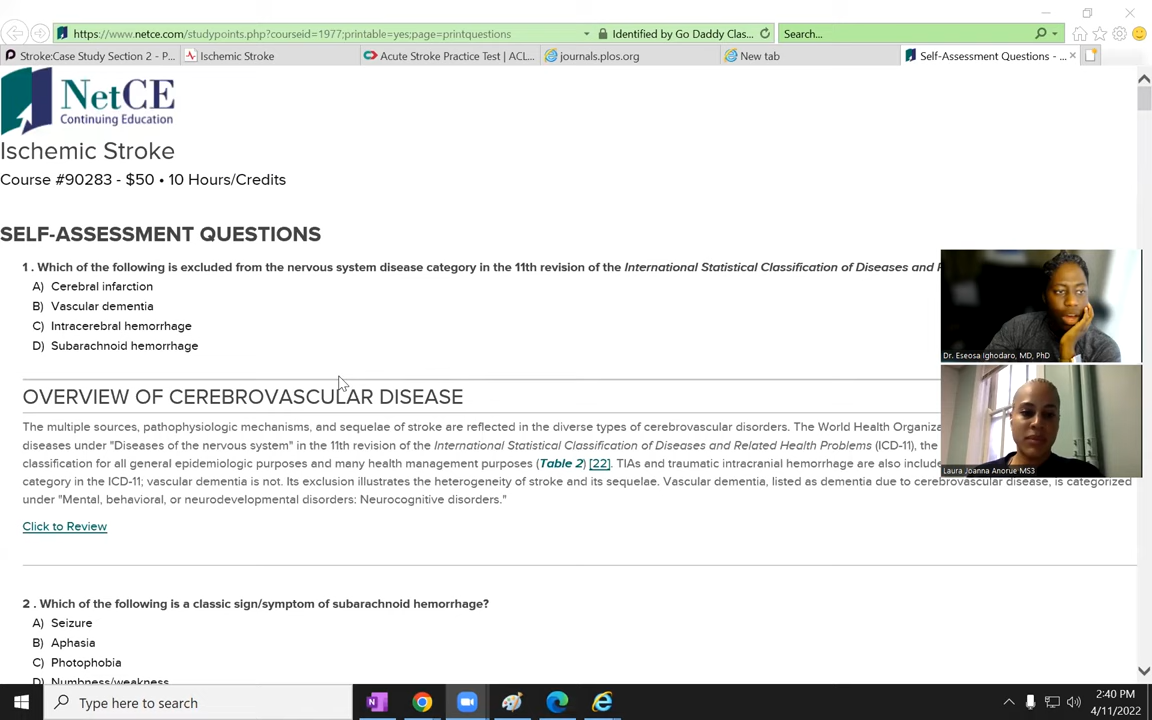 https://www.netce.com/studypoints.php?courseid=1977;printable=yes;page=printquestions
Identified by Go Daddy Clas...
Search...
Stroke:Case Study Section 2 - P...
Ischemic Stroke
Acute Stroke Practice Test | ACL...
journals.plos.org
New tab
Self-Assessment Questions - ...
NetCE
Continuing Education
Ischemic Stroke
Course #90283 - $50 • 10 Hours/Credits
SELF-ASSESSMENT QUESTIONS
1 . Which of the following is excluded from the nervous system disease category in the 11th revision of the International Statistical Classification of Diseases and
A) Cerebral infarction
B) Vascular dementia
C) Intracerebral hemorrhage
D) Subarachnoid hemorrhage
OVERVIEW OF CEREBROVASCULAR DISEASE
The multiple sources, pathophysiologic mechanisms, and sequelae of stroke are reflected in the diverse types of cerebrovascular disorders. The World Health Organiza
diseases under "Diseases of the nervous system" in the 11th revision of the International Statistical Classification of Diseases and Related Health Problems (ICD-11), the
classification for all general epidemiologic purposes and many health management purposes (Table 2) [22]. TIAs and traumatic intracranial hemorrhage are also include
category in the ICD-11; vascular dementia is not. Its exclusion illustrates the heterogeneity of stroke and its sequelae. Vascular dementia, listed as dementia due to cerebrovascular disease, is categorized
under "Mental, behavioral, or neurodevelopmental disorders: Neurocognitive disorders."
Click to Review
2 . Which of the following is a classic sign/symptom of subarachnoid hemorrhage?
A) Seizure
B) Aphasia
C) Photophobia
D) Numbness/weakness
Dr. Eseosa Ighodaro, MD, PhD
Laura Joanna Anorue MS3
Type here to search
2:40 PM
4/11/2022